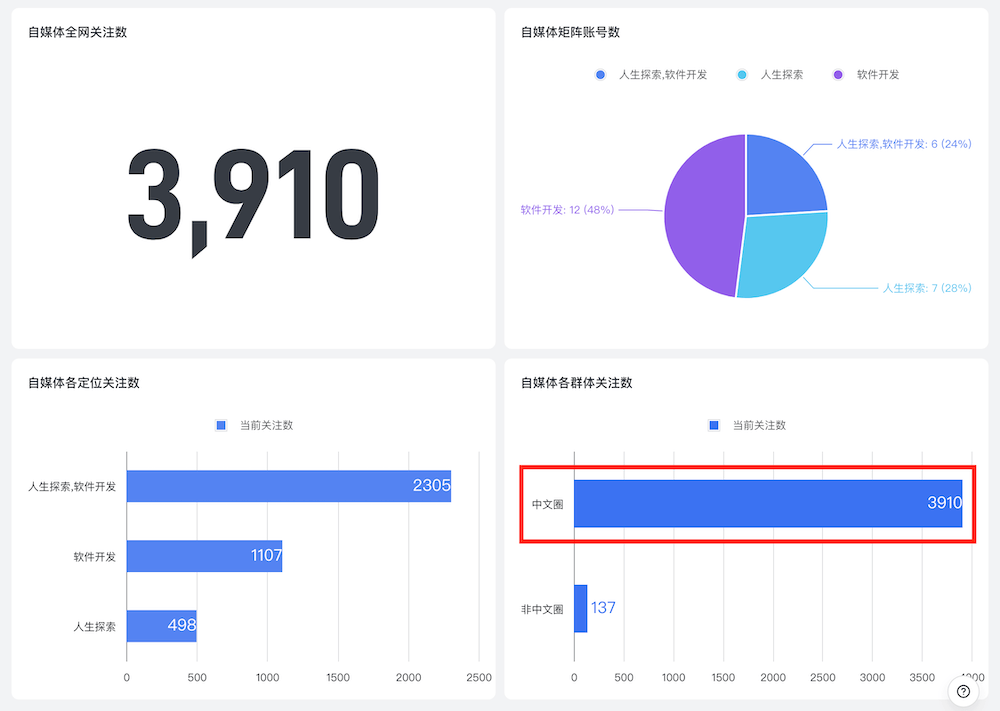 自媒体全网关注数
3,910
自媒体矩阵账号数
人生探索,软件开发 人生探索 软件开发
人生探索,软件开发: 6 (24%)
软件开发: 12 (48%)
人生探索: 7 (28%)
自媒体各定位关注数
当前关注数
人生探索,软件开发 2305
软件开发 1107
人生探索 498
0 500 1000 1500 2000 2500
自媒体各群体关注数
当前关注数
中文圈 3910
非中文圈 137
0 500 1000 1500 2000 2500 3000 3500